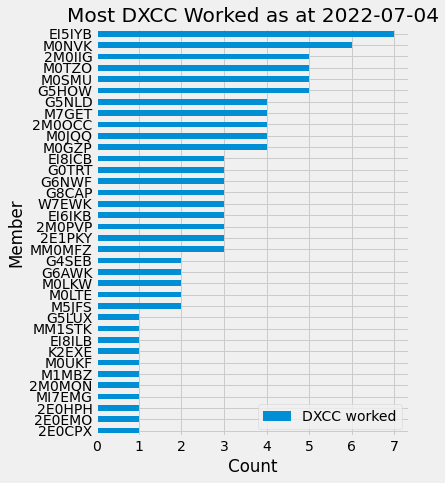 Most DXCC Worked as at 2022-07-04
EI5IYB
M0NVK
2M0IIG
M0TZO
M0SMU
G5HOW
G5NLD
M7GET
2M0OCC
M0JQQ
M0GZP
EI8ICB
G0TRT
G6NWF
G8CAP
W7EWK
EI6IKB
2M0PVP
2E1PKY
MM0MFZ
G4SEB
G6AWK
M0LKW
M0LTE
M5JFS
G5LUX
MM1STK
EI8ILB
K2EXE
M0UKF
M1MBZ
2M0MQN
MI7EMG
2E0HPH
2E0EMO
2E0CPX
Member
DXCC worked
0 1 2 3 4 5 6 7
Count